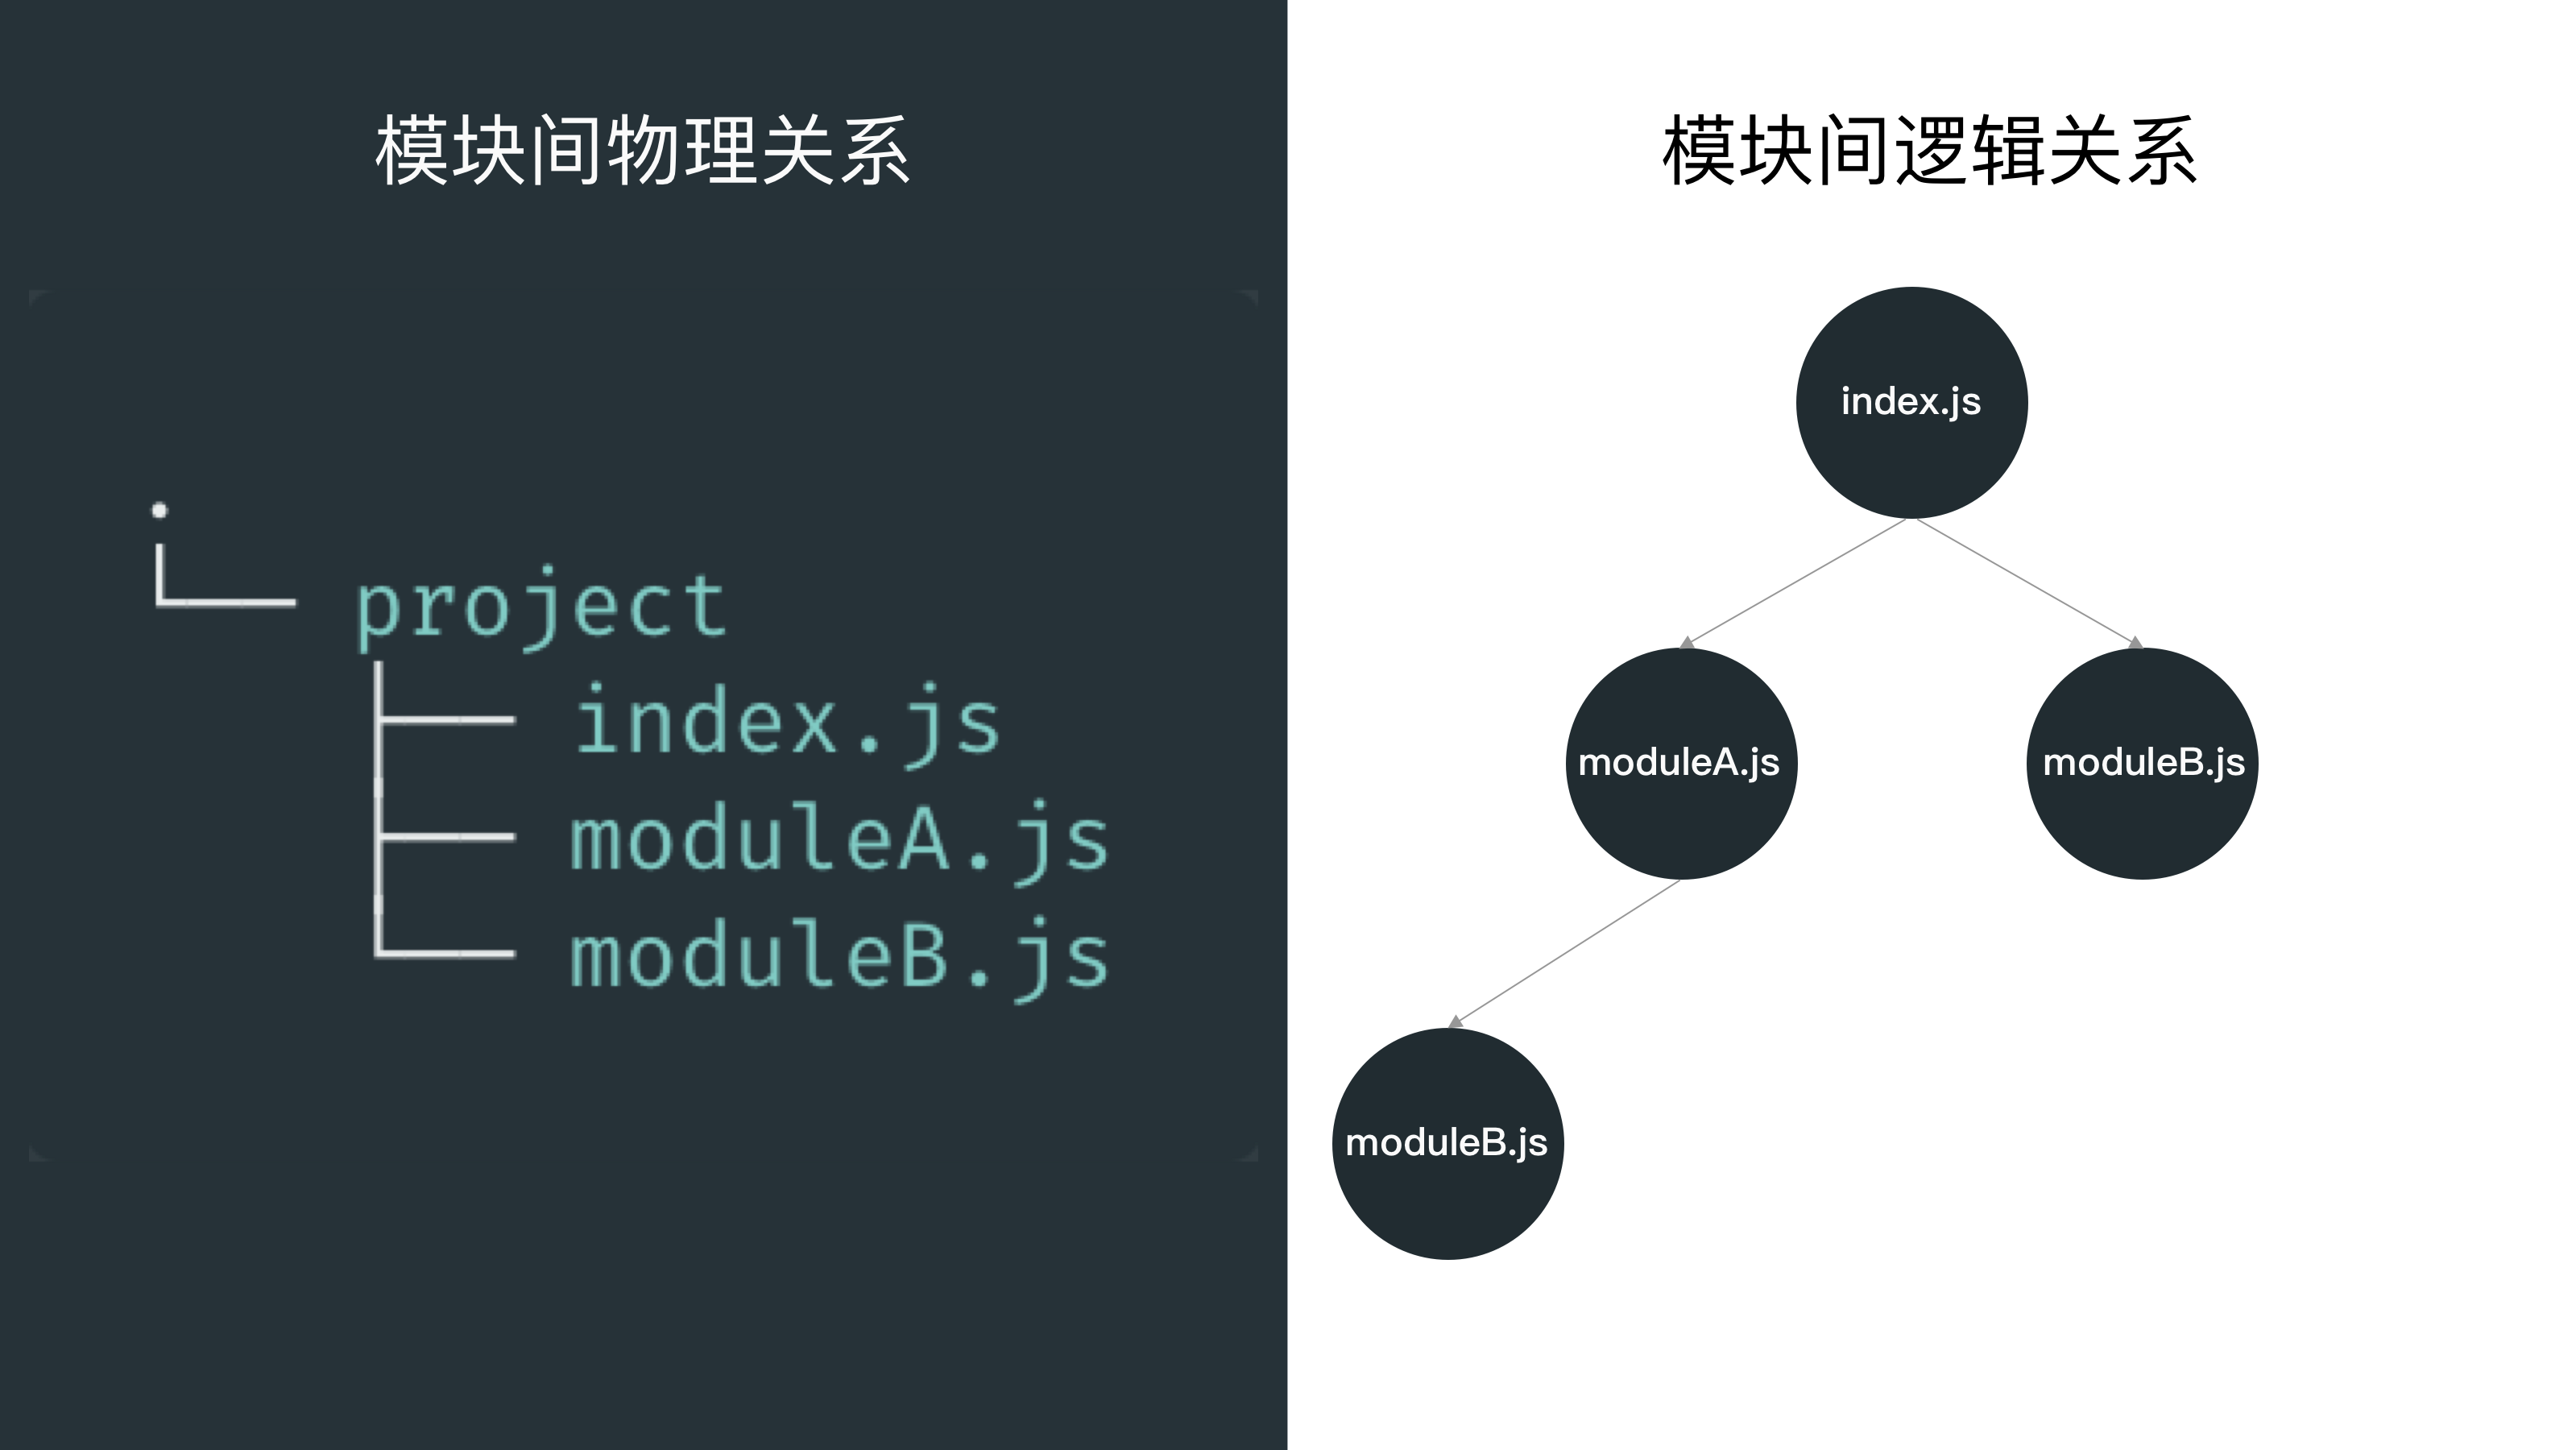 模块间物理关系
.
project
index.js
moduleA.js
moduleB.js
模块间逻辑关系
index.js
moduleA.js
moduleB.js
moduleB.js